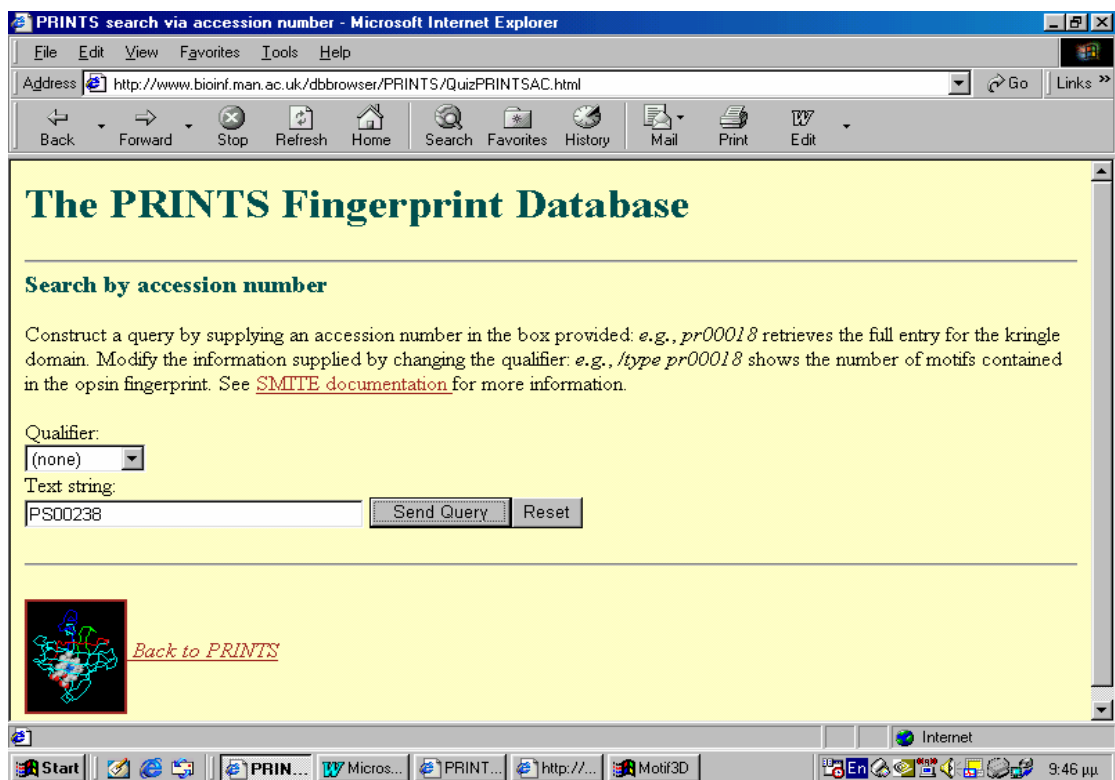 PRINTS search via accession number - Microsoft Internet Explorer
File Edit View Favorites Tools Help
Address http://www.bioinf.man.ac.uk/dbbrowser/PRINTS/QuizPRINTSAC.html Go Links »
Back Forward Stop Refresh Home Search Favorites History Mail Print Edit
The PRINTS Fingerprint Database
Search by accession number
Construct a query by supplying an accession number in the box provided: e.g., pr00018 retrieves the full entry for the kringle
domain. Modify the information supplied by changing the qualifier: e.g., /type pr00018 shows the number of motifs contained
in the opsin fingerprint. See SMITE documentation for more information.
Qualifier:
(none)
Text string:
PS00238 Send Query Reset
Back to PRINTS
Internet
Start PRIN... Micros... PRINT... http://... Motif3D En 9:46 μμ